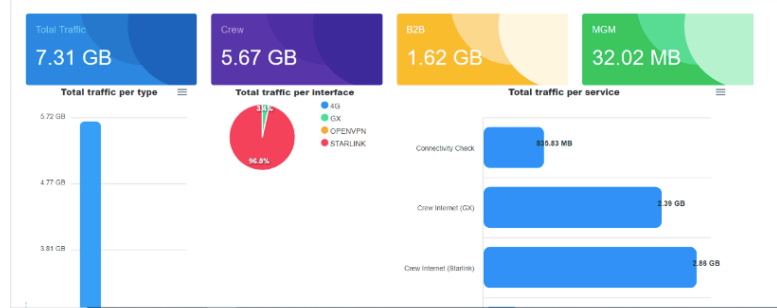 Total Traffic
7.31 GB
Crew
5.67 GB
B2B
1.62 GB
MGM
32.02 MB
Total traffic per type
5.72 GB
4.77 GB
3.81 GB
Total traffic per interface
96.5%
4G
GX
OPENVPN
STARLINK
Total traffic per service
Connectivity Check
Crew Internet (GX)
2.39 GB
Crew Internet (Starlink)
2.86 GB